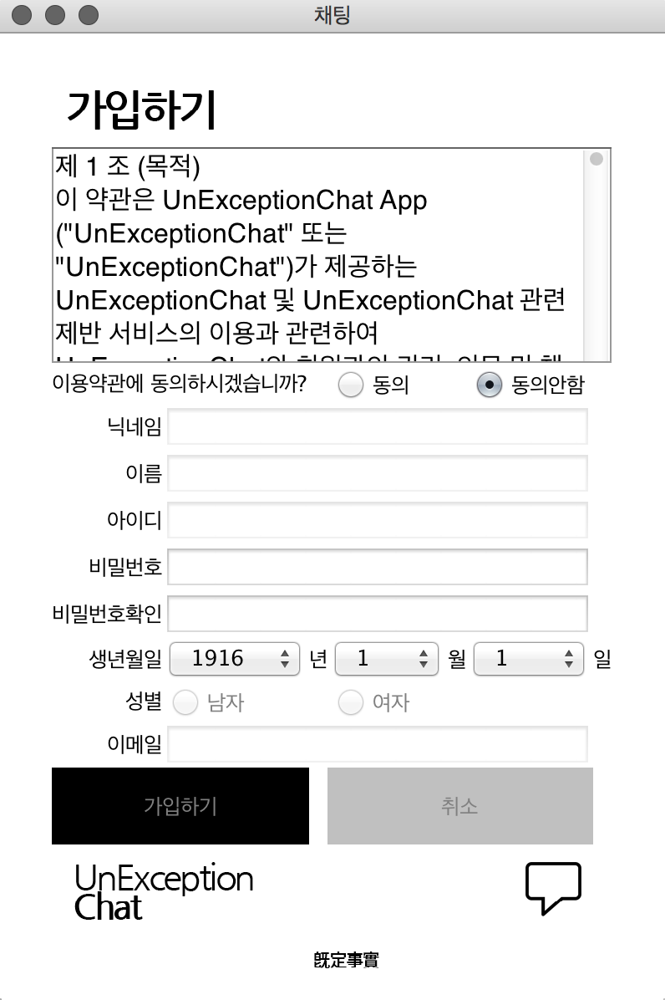 채팅
가입하기
제 1 조 (목적)
이 약관은 UnExceptionChat App
("UnExceptionChat" 또는
"UnExceptionChat")가 제공하는
UnExceptionChat 및 UnExceptionChat 관련
제반 서비스의 이용과 관련하여
이용약관에 동의하시겠습니까? 동의 동의안함
닉네임
이름
아이디
비밀번호
비밀번호확인
생년월일 1916 년 1 월 1 일
성별 남자 여자
이메일
가입하기 취소
UnException
Chat
旣定事實